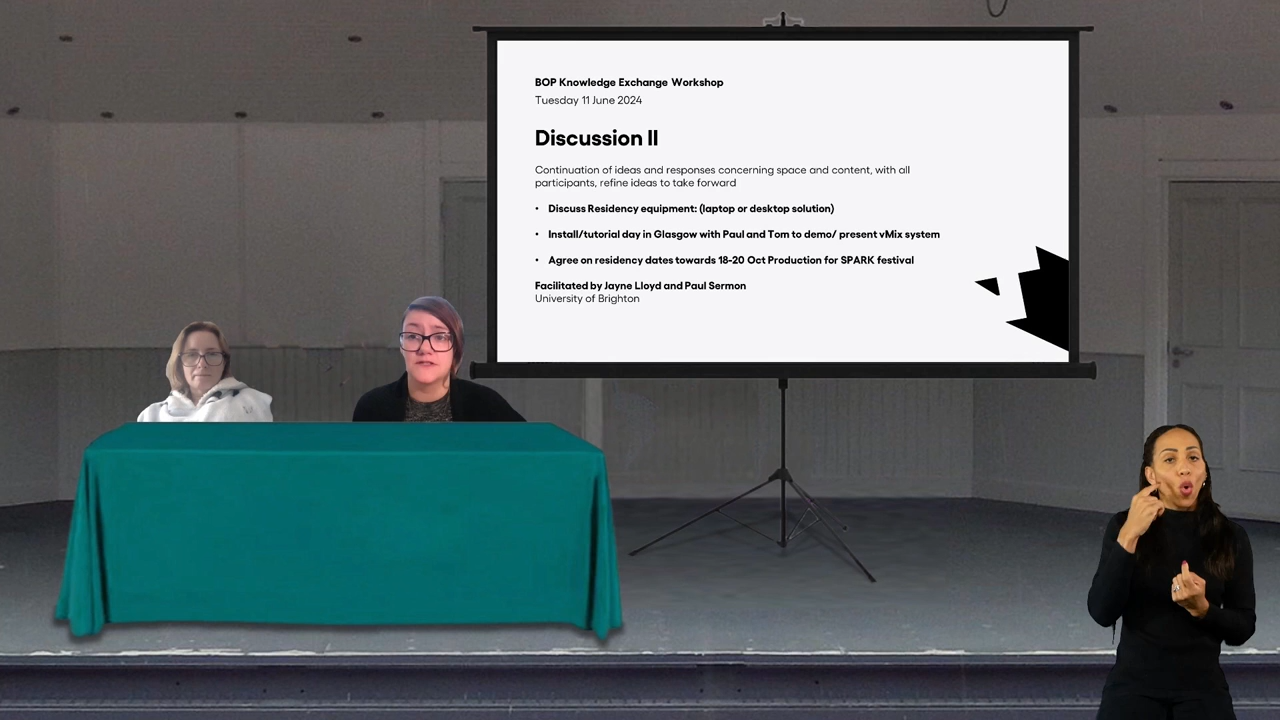 BOP Knowledge Exchange Workshop
Tuesday 11 June 2024
Discussion II
Continuation of ideas and responses concerning space and content, with all
participants, refine ideas to take forward
• Discuss Residency equipment: (laptop or desktop solution)
• Install/tutorial day in Glasgow with Paul and Tom to demo/ present vMix system
• Agree on residency dates towards 18-20 Oct Production for SPARK festival
Facilitated by Jayne Lloyd and Paul Sermon
University of Brighton